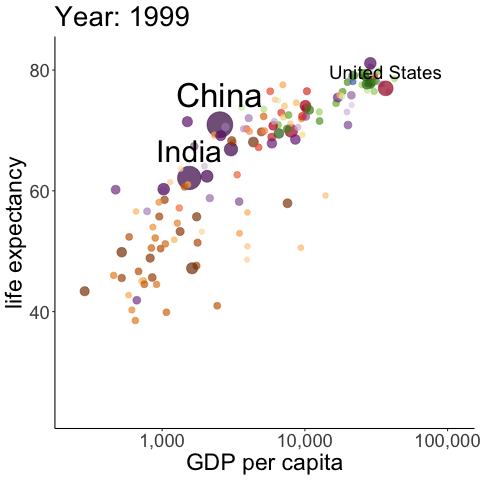 Year: 1999
80
United States
China
India
60
life expectancy
40
1,000
10,000
100,000
GDP per capita